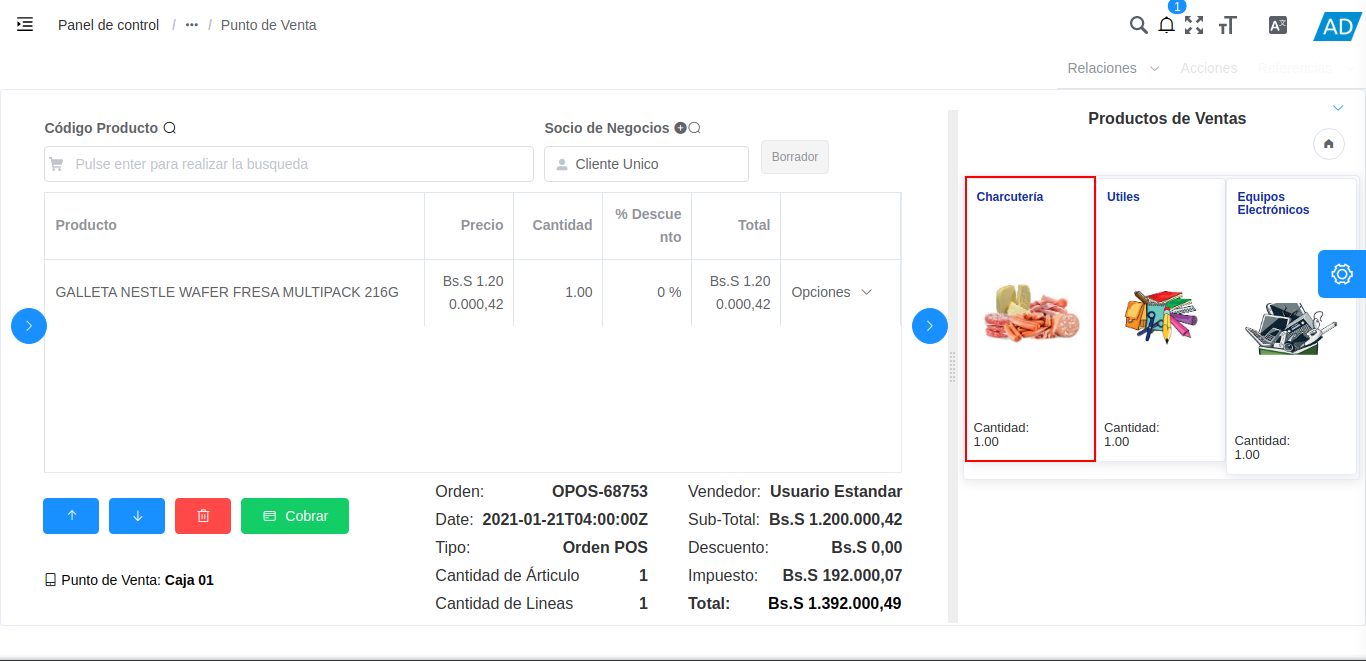 Panel de control / ••• / Punto de Venta
1
AD
Relaciones
Acciones
Referencias
Código Producto
Socio de Negocios
Pulse enter para realizar la busqueda
Cliente Unico
Borrador
Producto
Precio
Cantidad
% Descue
nto
Total
GALLETA NESTLE WAFER FRESA MULTIPACK 216G
Bs.S 1.20
0.000,42
1.00
0 %
Bs.S 1.20
0.000,42
Opciones
Cobrar
Punto de Venta: Caja 01
Orden: OPOS-68753
Date: 2021-01-21T04:00:00Z
Tipo: Orden POS
Cantidad de Árticulo 1
Cantidad de Lineas 1
Vendedor: Usuario Estandar
Sub-Total: Bs.S 1.200.000,42
Descuento: Bs.S 0,00
Impuesto: Bs.S 192.000,07
Total: Bs.S 1.392.000,49
Productos de Ventas
Charcutería
Cantidad:
1.00
Utiles
Cantidad:
1.00
Equipos
Electrónicos
Cantidad:
1.00